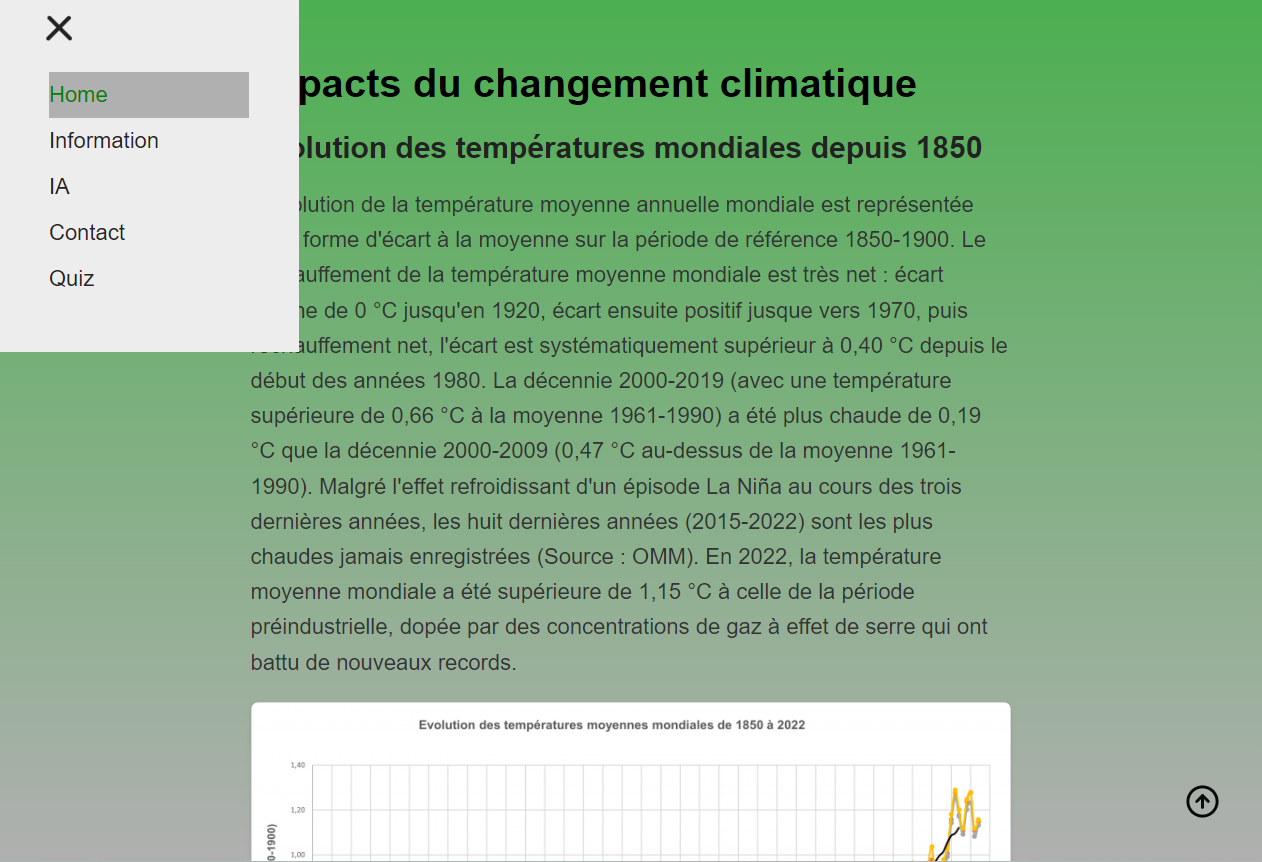 Home
Information
IA
Contact
Quiz
pacts du changement climatique
olution des températures mondiales depuis 1850
olution de la température moyenne annuelle mondiale est représentée
forme d'écart à la moyenne sur la période de référence 1850-1900. Le
auffement de la température moyenne mondiale est très net : écart
de 0 °C jusqu'en 1920, écart ensuite positif jusque vers 1970, puis
auffement net, l'écart est systématiquement supérieur à 0,40 °C depuis le
début des années 1980. La décennie 2000-2019 (avec une température
supérieure de 0,66 °C à la moyenne 1961-1990) a été plus chaude de 0,19
°C que la décennie 2000-2009 (0,47 °C au-dessus de la moyenne 1961-
1990). Malgré l'effet refroidissant d'un épisode La Niña au cours des trois
dernières années, les huit dernières années (2015-2022) sont les plus
chaudes jamais enregistrées (Source : OMM). En 2022, la température
moyenne mondiale a été supérieure de 1,15 °C à celle de la période
préindustrielle, dopée par des concentrations de gaz à effet de serre qui ont
battu de nouveaux records.
Evolution des températures moyennes mondiales de 1850 à 2022
1,40
1,20
1,00
0-1900)